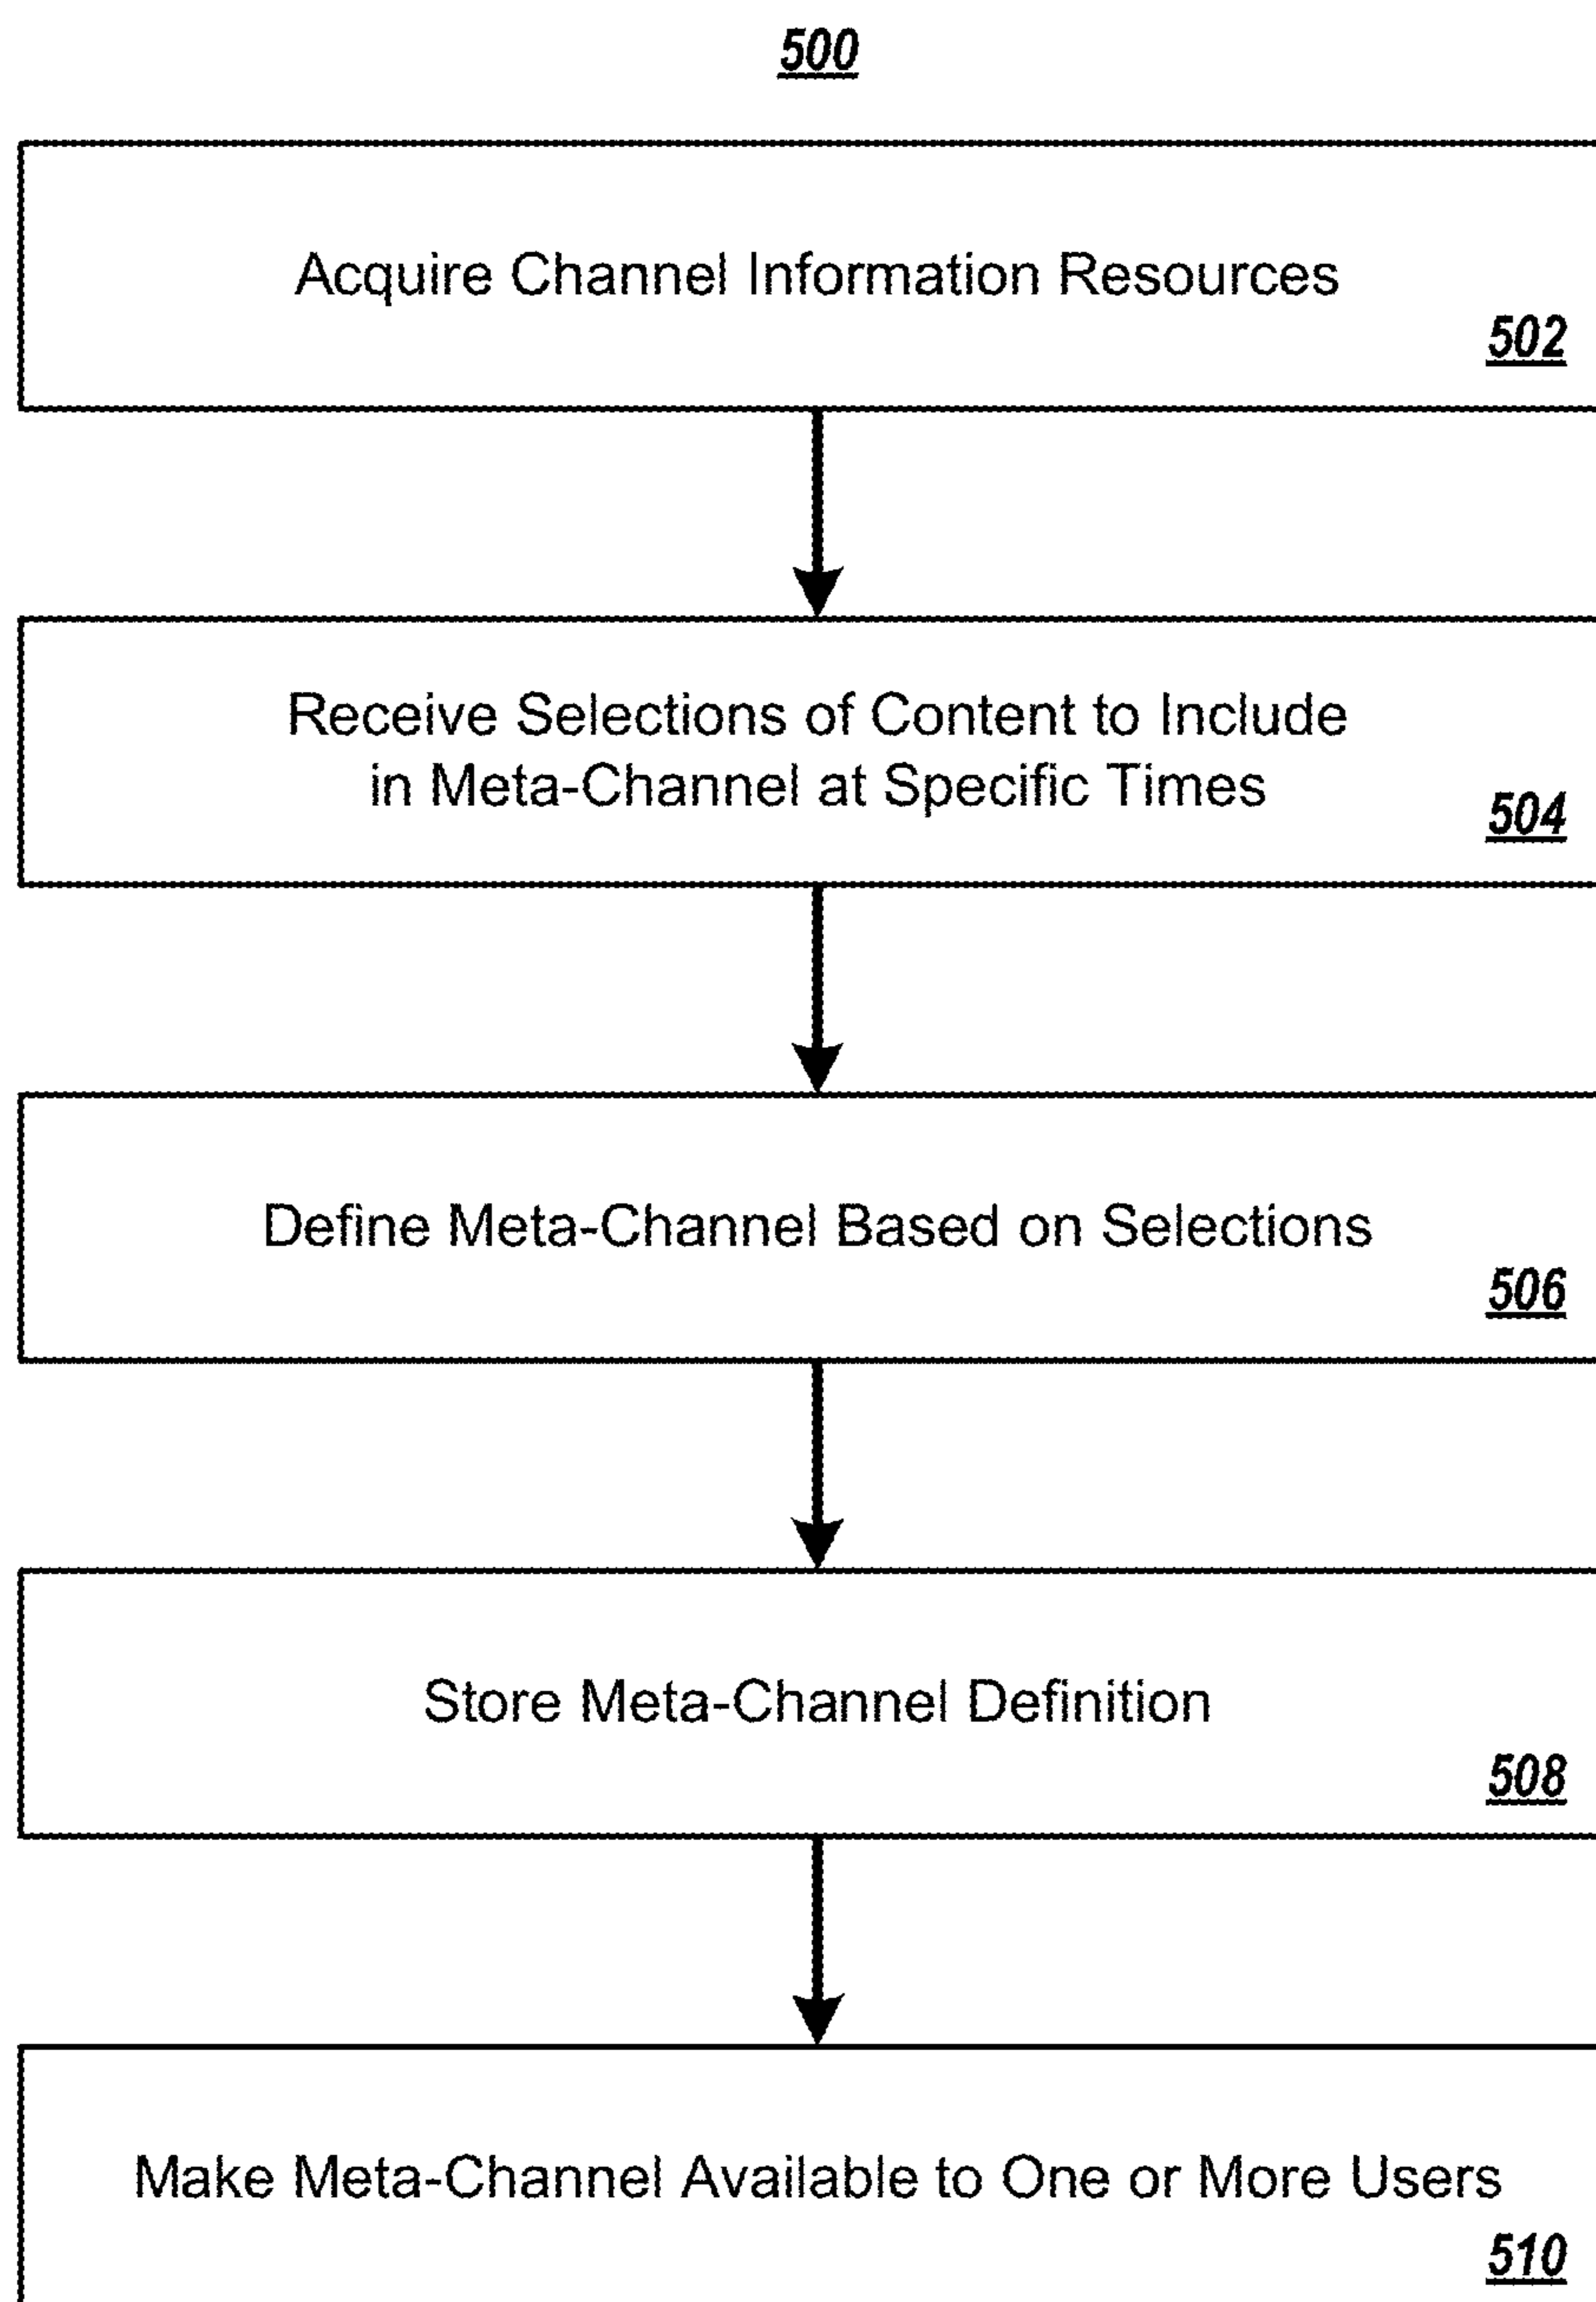 500
Acquire Channel Information Resources
502
Receive Selections of Content to Include
in Meta-Channel at Specific Times
504
Define Meta-Channel Based on Selections
506
Store Meta-Channel Definition
508
Make Meta-Channel Available to One or More Users
510